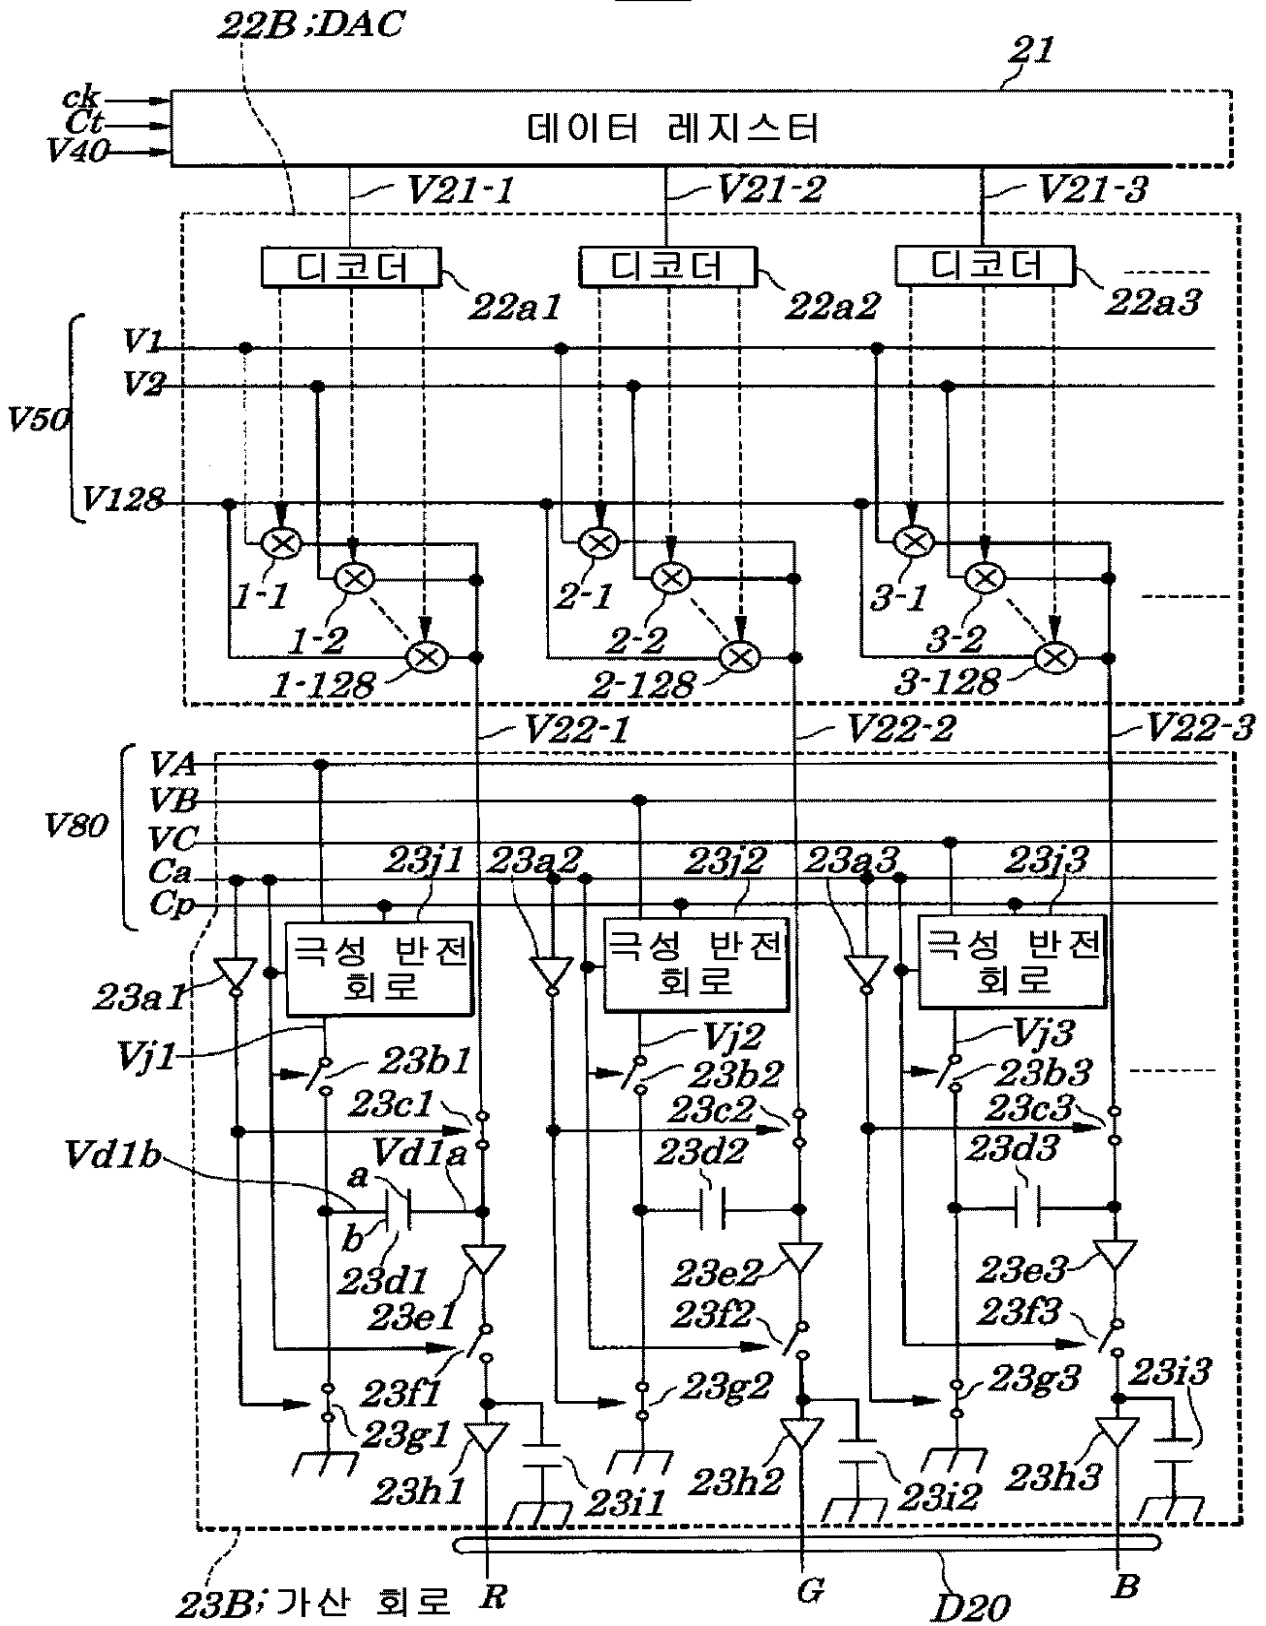 22B ;DAC
21
ck
Ct
V40
데이터 레지스터
V21-1
V21-2
V21-3
디코더
디코더
디코더
22a1
22a2
22a3
V1
V2
V50
V128
1-1
2-1
3-1
1-2
2-2
3-2
1-128
2-128
3-128
V22-1
V22-2
V22-3
VA
VB
V80
VC
Ca
Cp
23j1
23a2
23j2
23a3
23j3
극성 반전
회로
극성 반전
회로
극성 반전
회로
23a1
Vj1
Vj2
Vj3
23b1
23b2
23b3
23c1
23c2
23c3
Vd1b
Vd1a
23d2
23d3
a
b
23d1
23e1
23e2
23e3
23f1
23f2
23f3
23g1
23g2
23g3
23i3
23h1
23h2
23h3
23i1
23i2
23B;가산 회로
R
G
B
D20